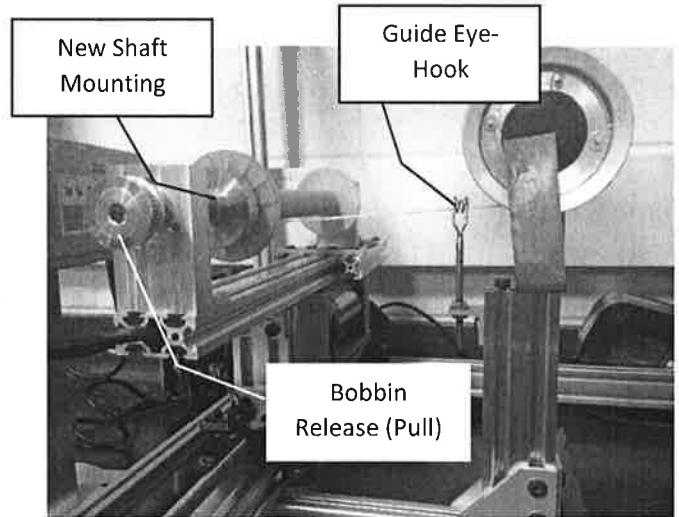 New Shaft
Mounting
Guide Eye-
Hook
Bobbin
Release (Pull)